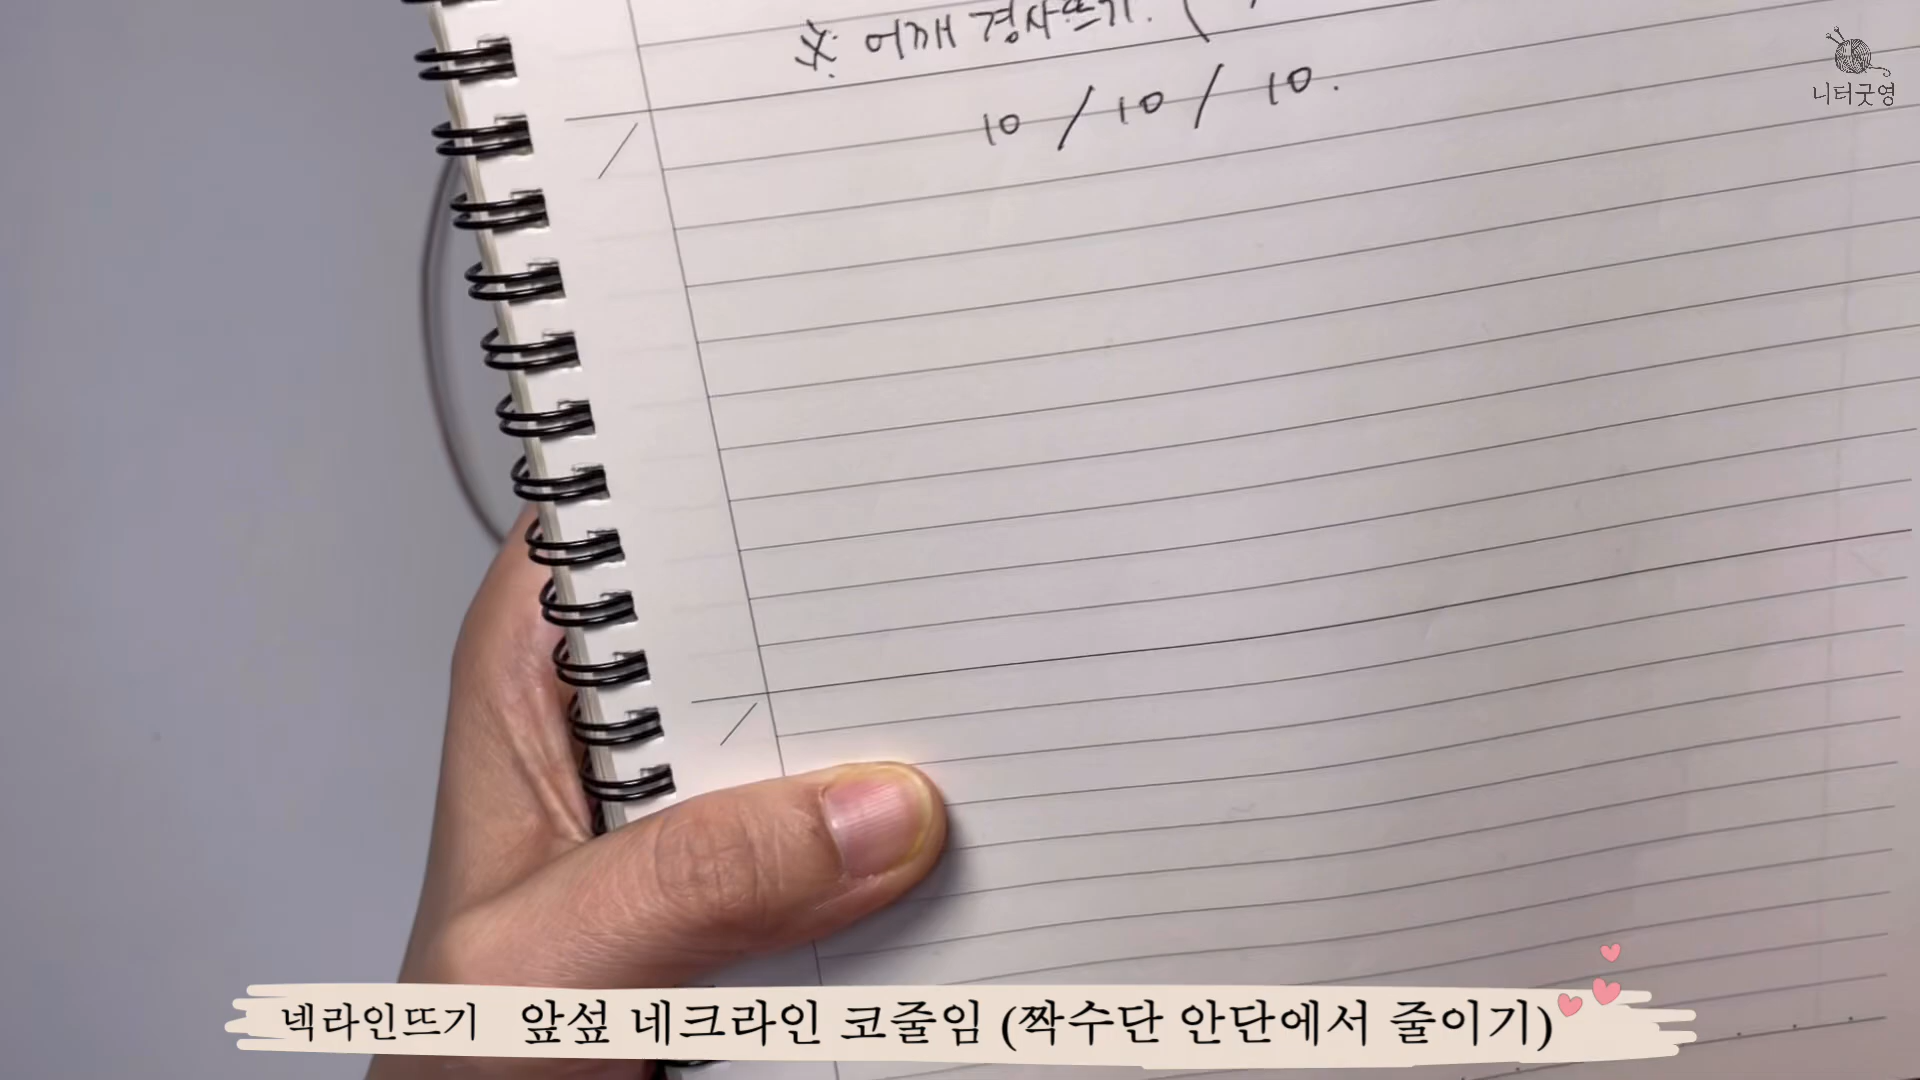 ※ 어깨 경사뜨기. (
10 / 10 / 10.
니터굿영
넥라인뜨기 앞섶 네크라인 코줄임 (짝수단 안단에서 줄이기)